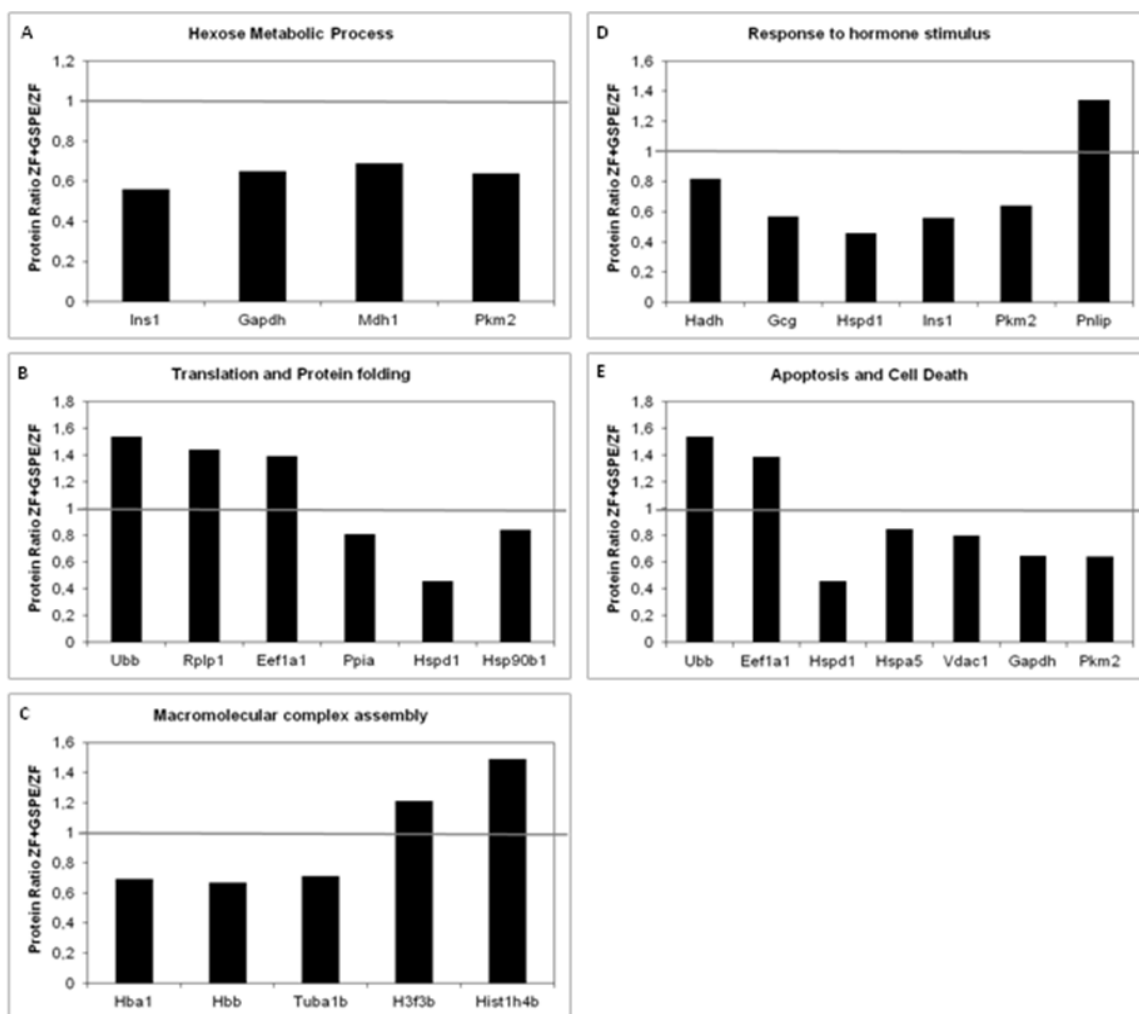 A
Hexose Metabolic Process
Protein Ratio ZF+GSPE/ZF
1,2
1
0,8
0,6
0,4
0,2
0
Ins1 Gapdh Mdh1 Pkm2
B
Translation and Protein folding
Protein Ratio ZF+GSPE/ZF
1,8
1,6
1,4
1,2
1
0,8
0,6
0,4
0,2
0
Ubb Rplp1 Eef1a1 Ppia Hspd1 Hsp90b1
C
Macromolecular complex assembly
Protein Ratio ZF+GSPE/ZF
1,6
1,4
1,2
1
0,8
0,6
0,4
0,2
0
Hba1 Hbb Tuba1b H3f3b Hist1h4b
D
Response to hormone stimulus
Protein Ratio ZF+GSPE/ZF
1,6
1,4
1,2
1
0,8
0,6
0,4
0,2
0
Hadh Gcg Hspd1 Ins1 Pkm2 Pnlip
E
Apoptosis and Cell Death
Protein Ratio ZF+GSPE/ZF
1,8
1,6
1,4
1,2
1
0,8
0,6
0,4
0,2
0
Ubb Eef1a1 Hspd1 Hspa5 Vdac1 Gapdh Pkm2